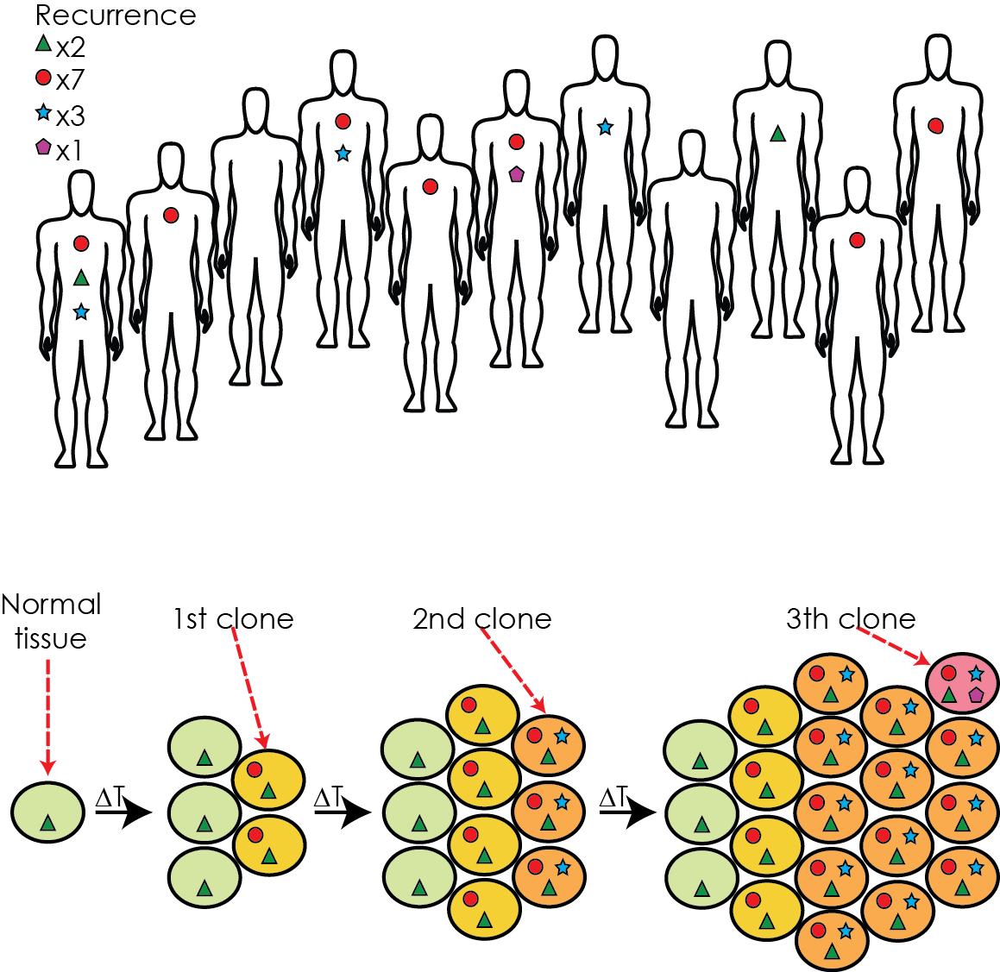 Recurrence
x2
x7
x3
x1
Normal
tissue
1st clone
2nd clone
3th clone
ΔT
ΔT
ΔT